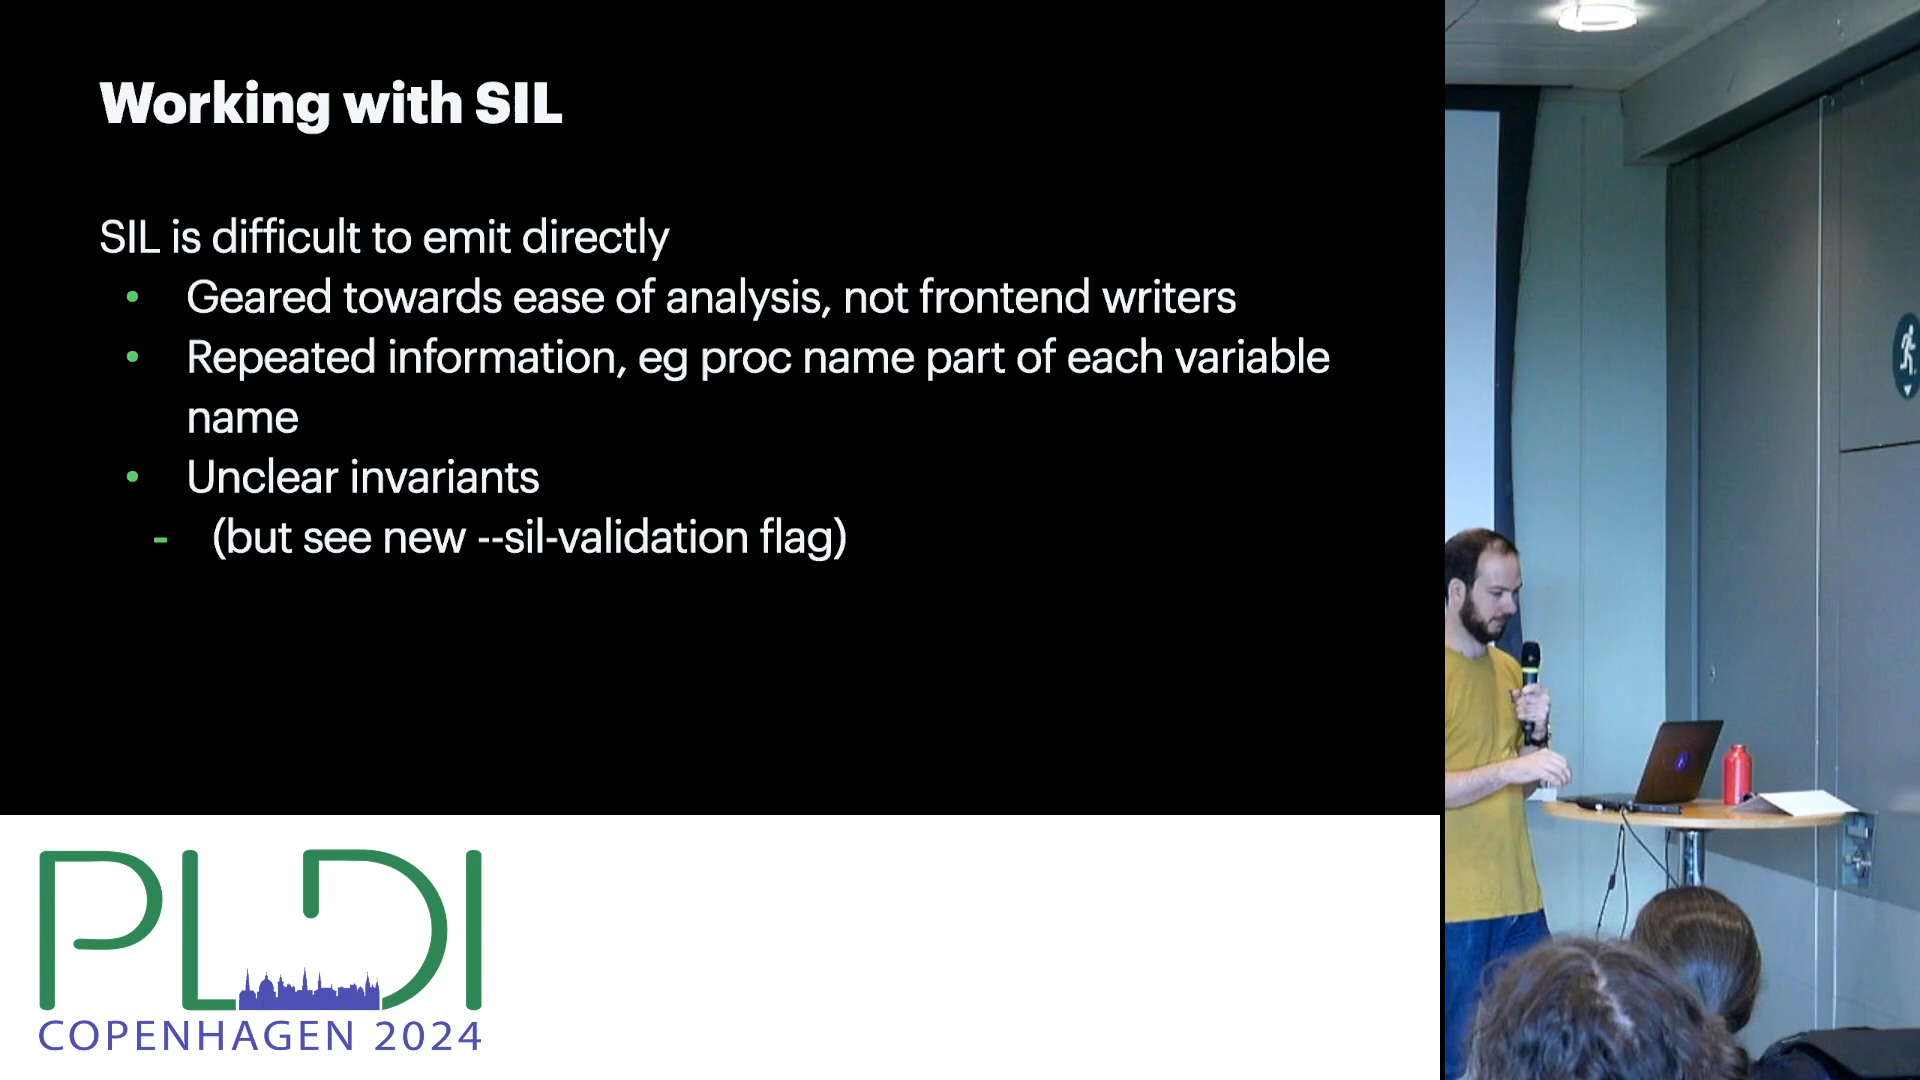 Working with SIL
SIL is difficult to emit directly
• Geared towards ease of analysis, not frontend writers
• Repeated information, eg proc name part of each variable
name
• Unclear invariants
- (but see new --sil-validation flag)
PLDI
COPENHAGEN 2024